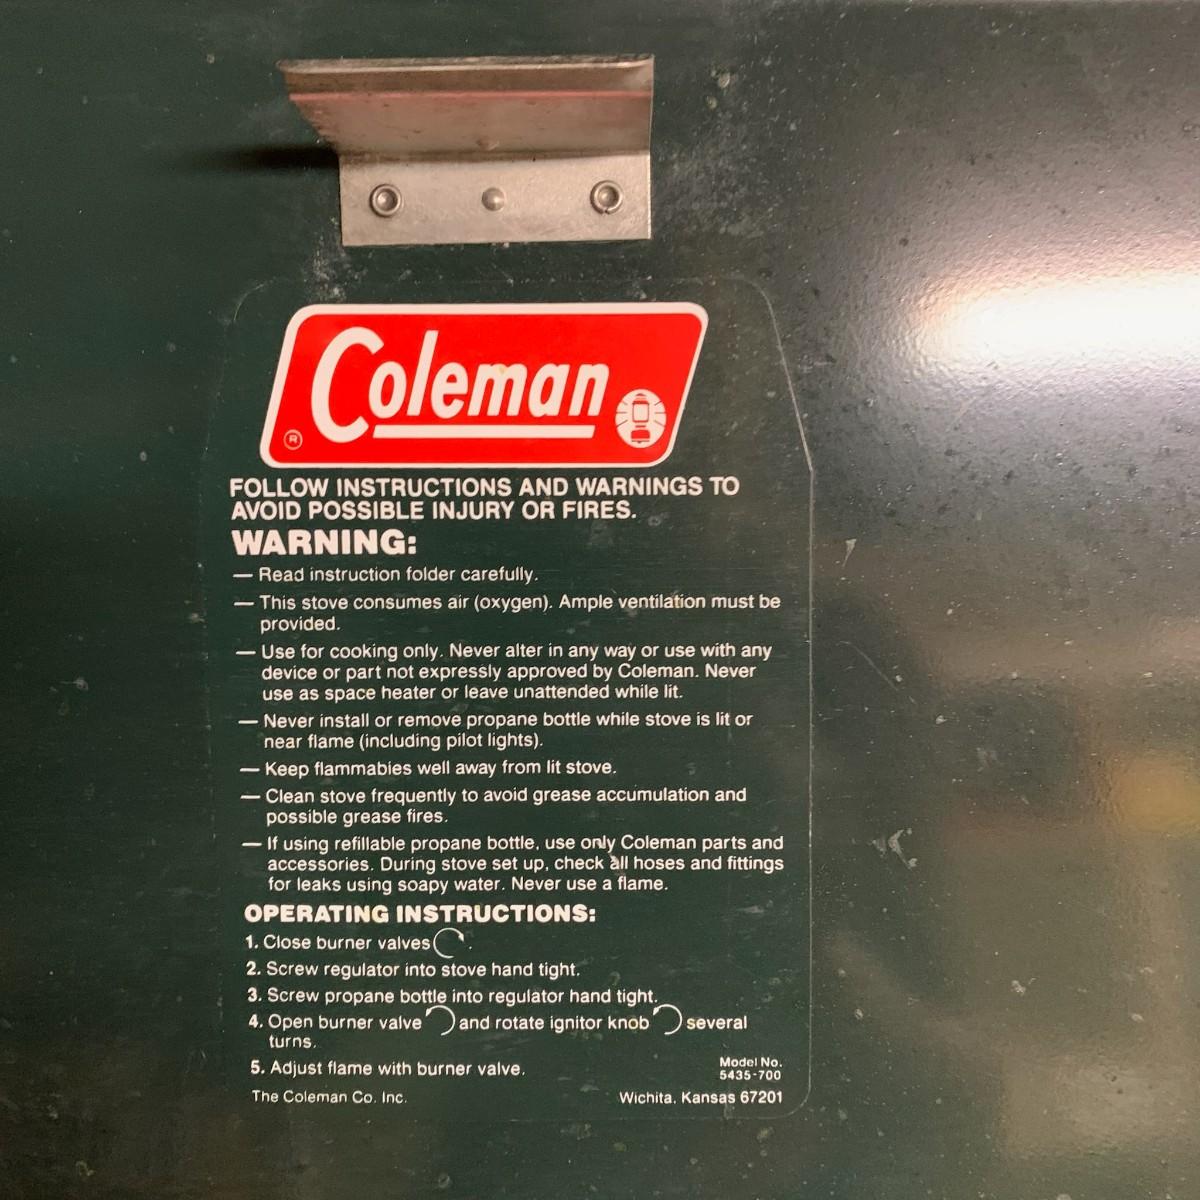 Coleman
®
FOLLOW INSTRUCTIONS AND WARNINGS TO
AVOID POSSIBLE INJURY OR FIRES.
WARNING:
— Read instruction folder carefully.
— This stove consumes air (oxygen). Ample ventilation must be
provided.
— Use for cooking only. Never alter in any way or use with any
device or part not expressly approved by Coleman. Never
use as space heater or leave unattended while lit.
— Never install or remove propane bottle while stove is lit or
near flame (including pilot lights).
— Keep flammabies well away from lit stove.
— Clean stove frequently to avoid grease accumulation and
possible grease fires.
— If using refillable propane bottle, use only Coleman parts and
accessories. During stove set up, check all hoses and fittings
for leaks using soapy water. Never use a flame.
OPERATING INSTRUCTIONS:
1. Close burner valves .
2. Screw regulator into stove hand tight.
3. Screw propane bottle into regulator hand tight.
4. Open burner valve and rotate ignitor knob several
turns.
5. Adjust flame with burner valve.
Model No.
5435-700
The Coleman Co. Inc. Wichita, Kansas 67201